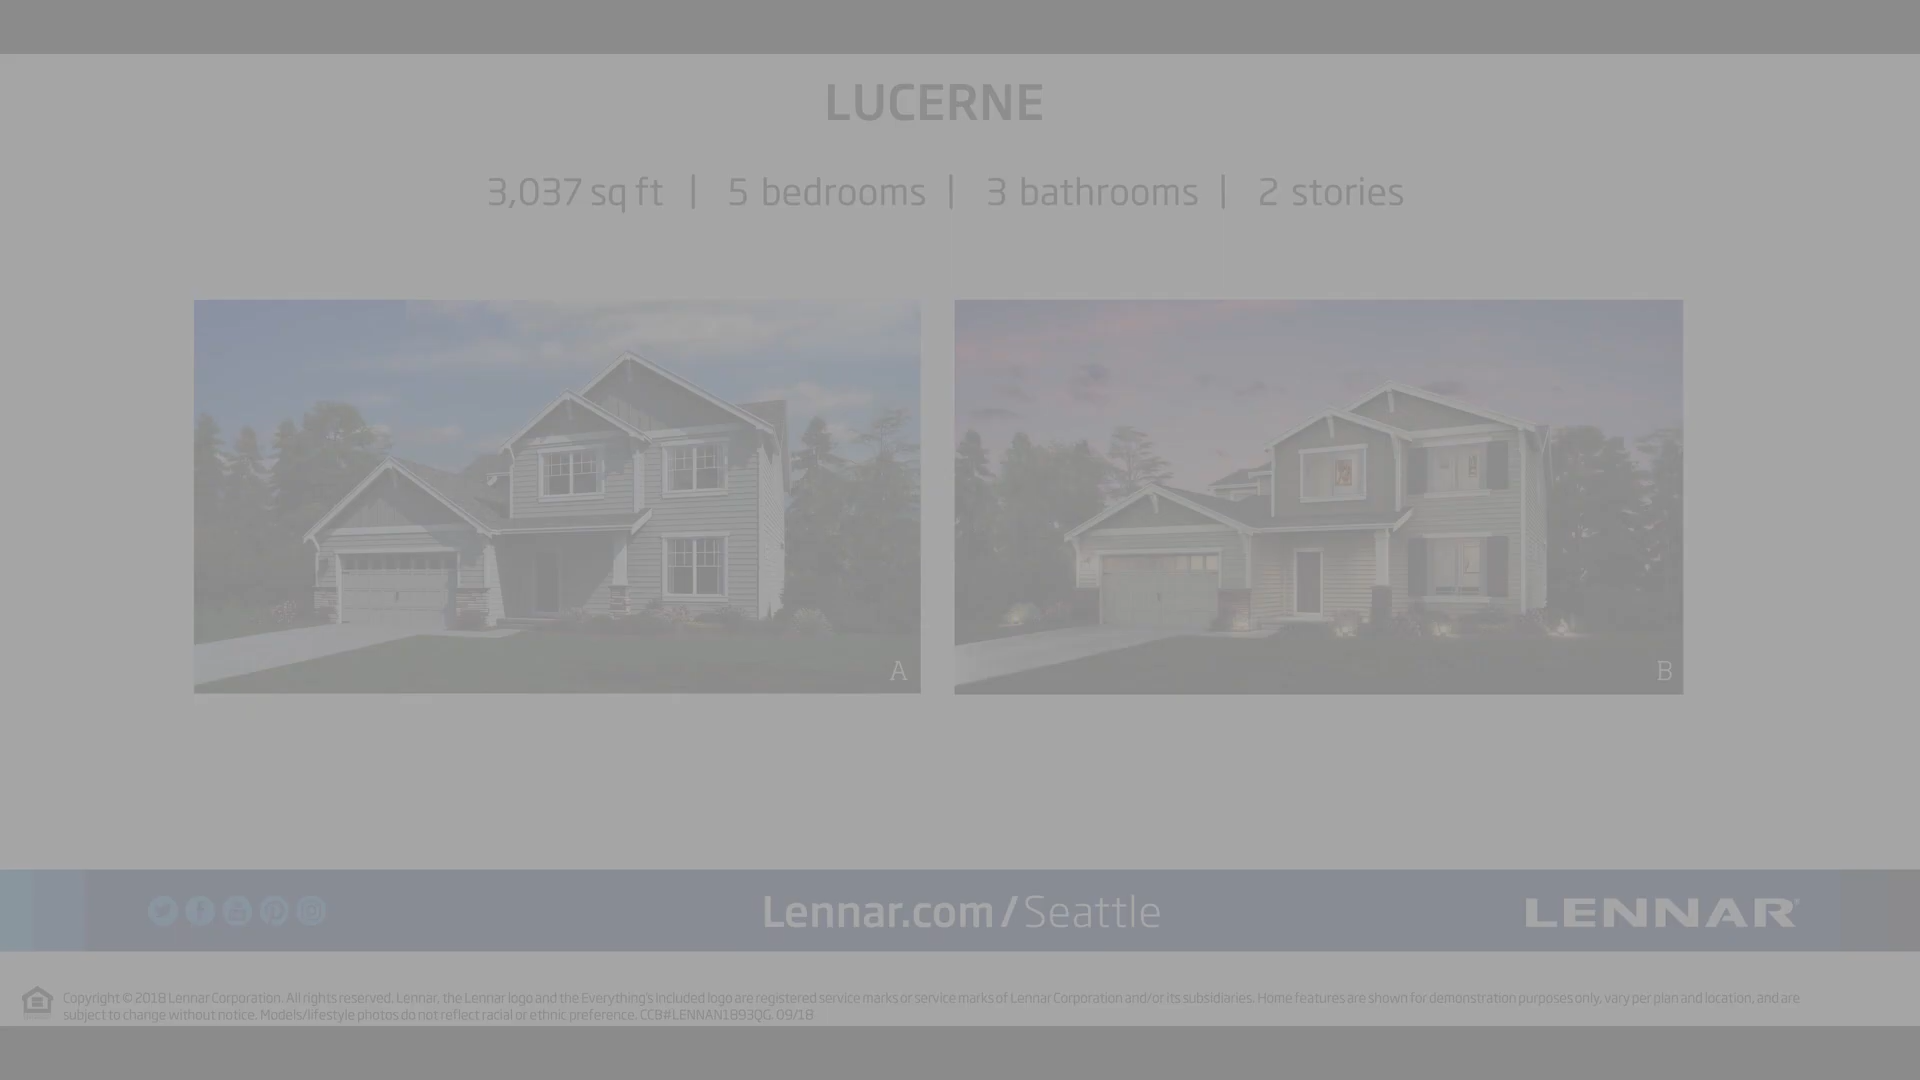 LUCERNE
3,037 sq ft | 5 bedrooms | 3 bathrooms | 2 stories
A
B
Lennar.com/Seattle
LENNAR®
Copyright © 2018 Lennar Corporation. All rights reserved. Lennar, the Lennar logo and the Everything's Included logo are registered service marks or service marks of Lennar Corporation and/or its subsidiaries. Home features are shown for demonstration purposes only, vary per plan and location, and are
subject to change without notice. Models/lifestyle photos do not reflect racial or ethnic preference. CCB#LENNAN1893QG. 09/18